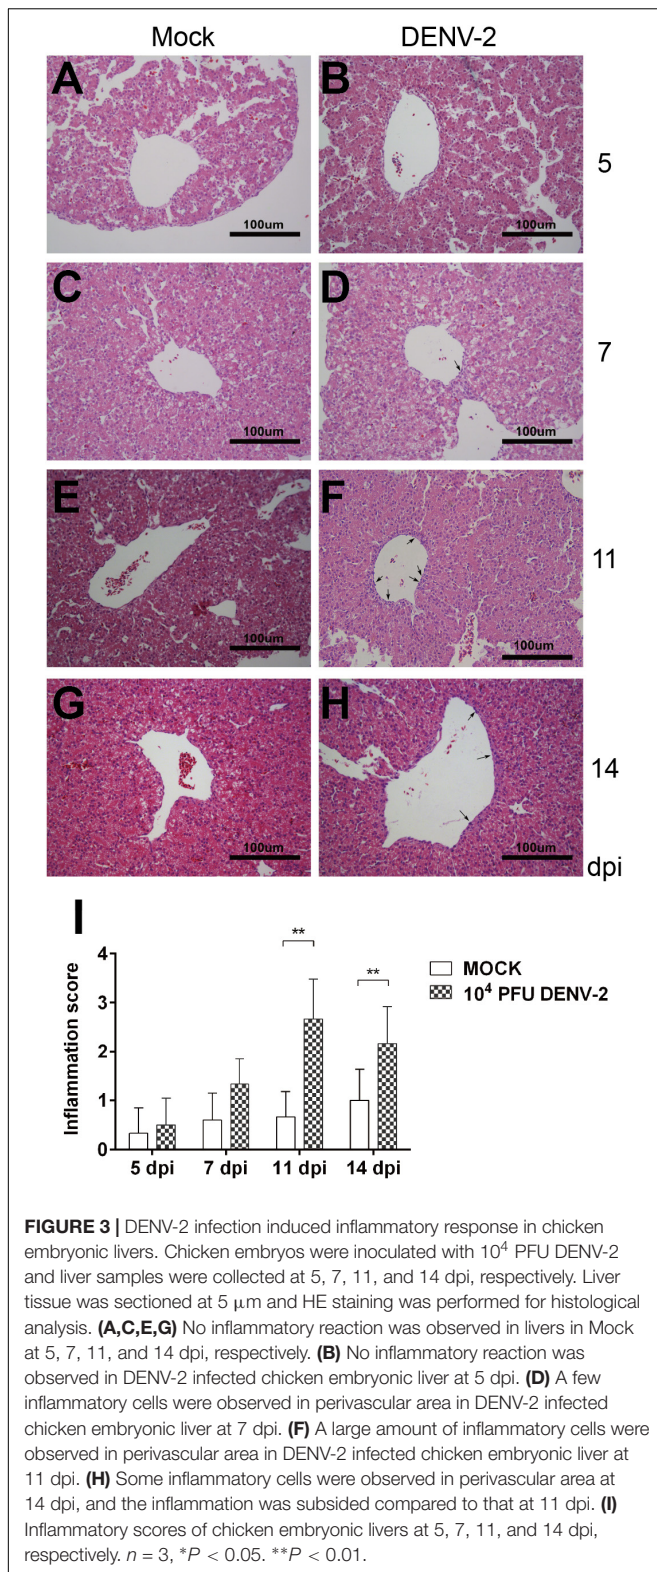 Mock DENV-2
A B
100um 100um
5
C D
100um 100um
7
E F
100um 100um
11
G H
100um 100um
14
dpi
I
** **
MOCK
10⁴ PFU DENV-2
Inflammation score
4
3
2
1
0
5 dpi 7 dpi 11 dpi 14 dpi
FIGURE 3 | DENV-2 infection induced inflammatory response in chicken
embryonic livers. Chicken embryos were inoculated with 10⁴ PFU DENV-2
and liver samples were collected at 5, 7, 11, and 14 dpi, respectively. Liver
tissue was sectioned at 5 μm and HE staining was performed for histological
analysis. (A,C,E,G) No inflammatory reaction was observed in livers in Mock
at 5, 7, 11, and 14 dpi, respectively. (B) No inflammatory reaction was
observed in DENV-2 infected chicken embryonic liver at 5 dpi. (D) A few
inflammatory cells were observed in perivascular area in DENV-2 infected
chicken embryonic liver at 7 dpi. (F) A large amount of inflammatory cells were
observed in perivascular area in DENV-2 infected chicken embryonic liver at
11 dpi. (H) Some inflammatory cells were observed in perivascular area at
14 dpi, and the inflammation was subsided compared to that at 11 dpi. (I)
Inflammatory scores of chicken embryonic livers at 5, 7, 11, and 14 dpi,
respectively. n = 3, *P < 0.05. **P < 0.01.